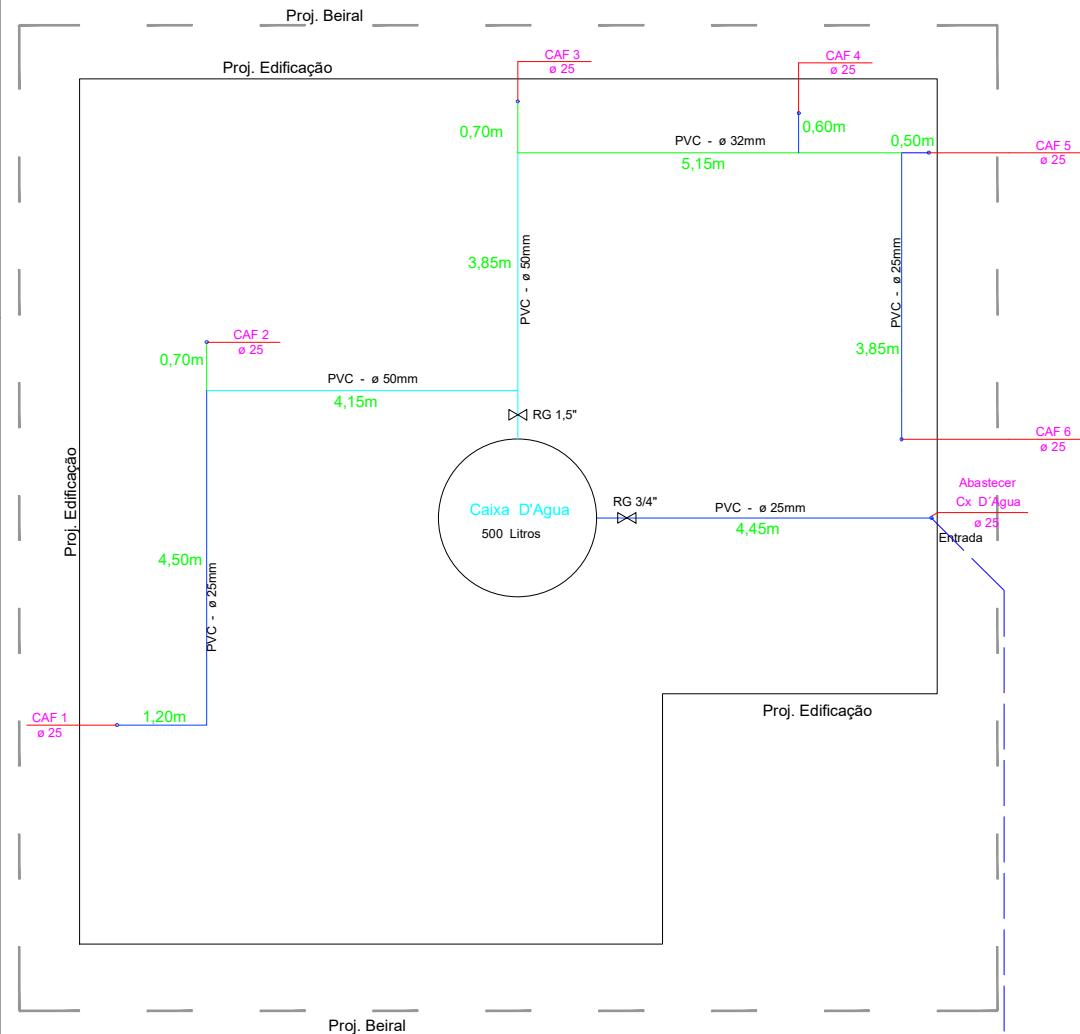 Proj. Beiral
CAF 3
ø 25
CAF 4
ø 25
Proj. Edificação
0,70m
PVC - ø 32mm
5,15m
0,60m
0,50m
CAF 5
ø 25
3,85m
PVC - ø 50mm
PVC - ø 25mm
3,85m
CAF 2
ø 25
0,70m
PVC - ø 50mm
4,15m
RG 1,5"
CAF 6
ø 25
Proj. Edificação
Caixa D'Agua
500 Litros
RG 3/4"
PVC - ø 25mm
4,45m
Abastecer
Cx D´Agua
ø 25
Entrada
4,50m
PVC - ø 25mm
CAF 1
ø 25
1,20m
Proj. Edificação
Proj. Beiral